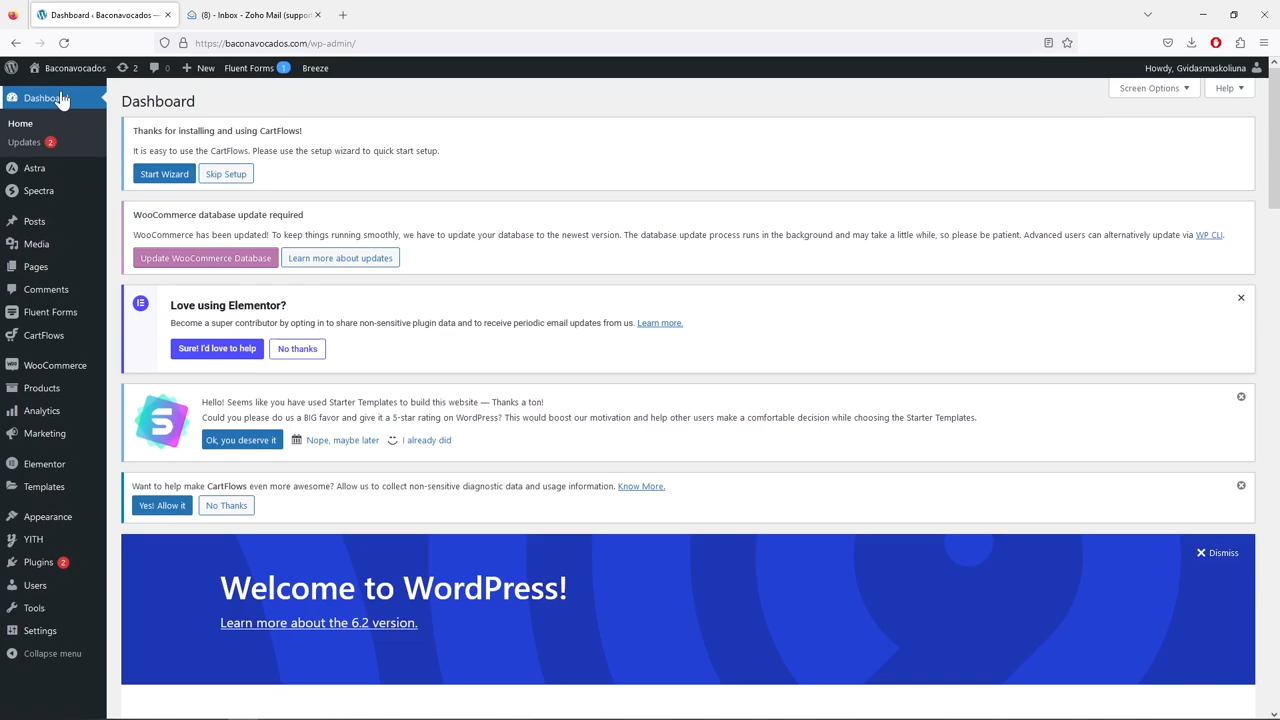 Dashboard ‹ Baconavocados —
(8) - Inbox - Zoho Mail (suppor
https://baconavocados.com/wp-admin/
Baconavocados 2 0 New Fluent Forms 1 Breeze
Howdy, Gvidasmaskoliuna
Dashboard
Home
Updates 2
Astra
Spectra
Posts
Media
Pages
Comments
Fluent Forms
CartFlows
WooCommerce
Products
Analytics
Marketing
Elementor
Templates
Appearance
YITH
Plugins 2
Users
Tools
Settings
Collapse menu
Screen Options
Help
Dashboard
Thanks for installing and using CartFlows!
It is easy to use the CartFlows. Please use the setup wizard to quick start setup.
Start Wizard Skip Setup
WooCommerce database update required
WooCommerce has been updated! To keep things running smoothly, we have to update your database to the newest version. The database update process runs in the background and may take a little while, so please be patient. Advanced users can alternatively update via WP CLI.
Update WooCommerce Database Learn more about updates
Love using Elementor?
Become a super contributor by opting in to share non-sensitive plugin data and to receive periodic email updates from us. Learn more.
Sure! I'd love to help No thanks
Hello! Seems like you have used Starter Templates to build this website — Thanks a ton!
Could you please do us a BIG favor and give it a 5-star rating on WordPress? This would boost our motivation and help other users make a comfortable decision while choosing the Starter Templates.
Ok, you deserve it Nope, maybe later I already did
Want to help make CartFlows even more awesome? Allow us to collect non-sensitive diagnostic data and usage information. Know More.
Yes! Allow it No Thanks
Dismiss
Welcome to WordPress!
Learn more about the 6.2 version.